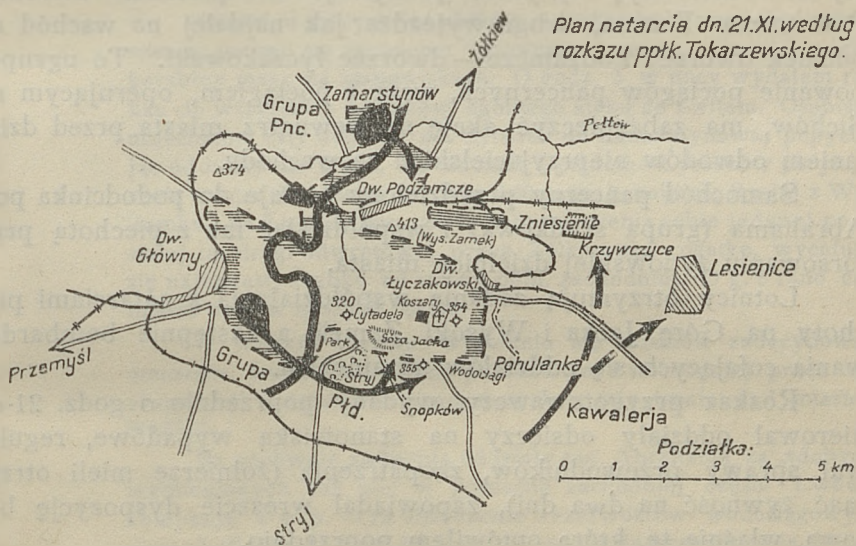 Plan natarcia dn. 21.XI. według
rozkazu ppłk. Tokarzewskiego.
Żółkiew
Grupa
Pnc.
Zamarstynów
Pełtew
Δ374
Dw. Podzamcze
413
(Wys. Zamek)
Zniesienie
Krzywczyce
Lesienice
Dw.
Główny
Dw.
Łyczakowski
320
Cytadela
Koszary
354
Przemyśl
Grupa
Płd.
Park
Góra Jacka
Stryj
355
Wodociągi
Snopków
Pohulanka
Kawalerja
Podziałka:
0 1 2 3 4 5 km
Stryj